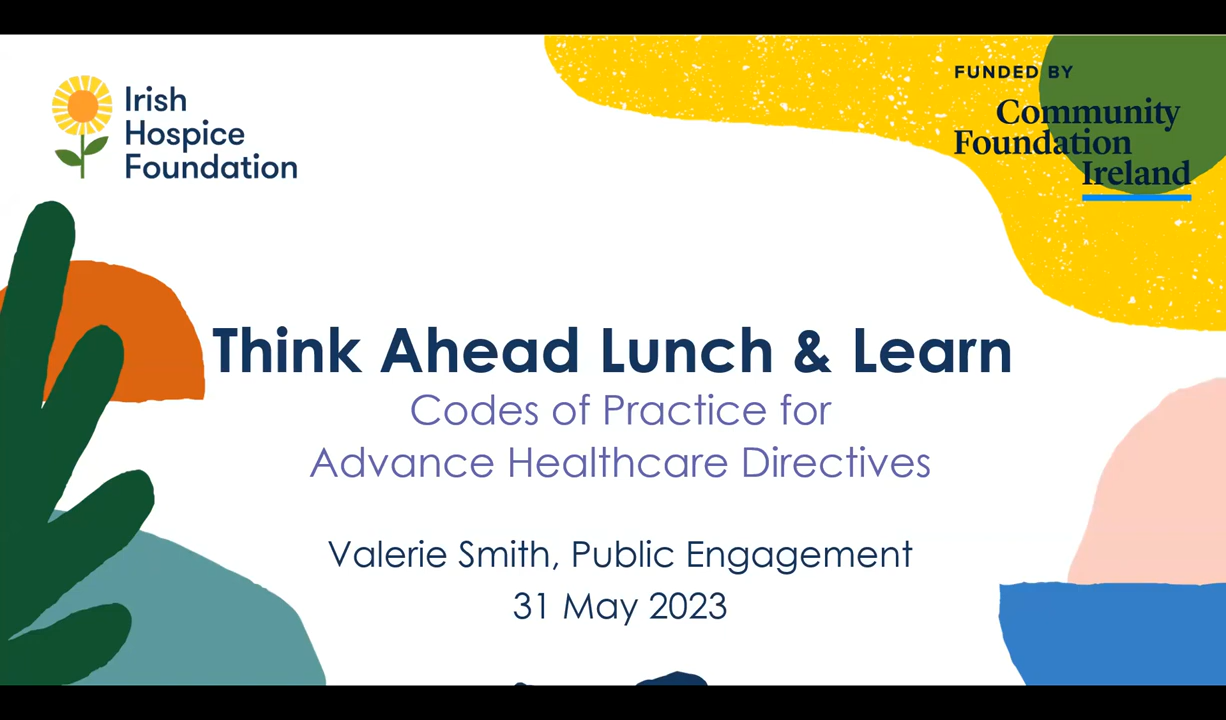 Irish
Hospice
Foundation
FUNDED BY
Community
Foundation
Ireland
Think Ahead Lunch & Learn
Codes of Practice for
Advance Healthcare Directives
Valerie Smith, Public Engagement
31 May 2023